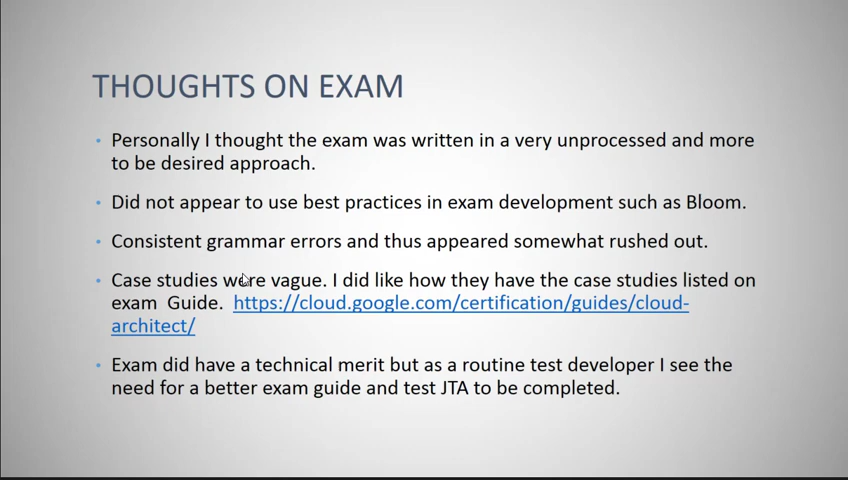 THOUGHTS ON EXAM
• Personally I thought the exam was written in a very unprocessed and more
to be desired approach.
• Did not appear to use best practices in exam development such as Bloom.
• Consistent grammar errors and thus appeared somewhat rushed out.
• Case studies were vague. I did like how they have the case studies listed on
exam Guide. https://cloud.google.com/certification/guides/cloud-
architect/
• Exam did have a technical merit but as a routine test developer I see the
need for a better exam guide and test JTA to be completed.